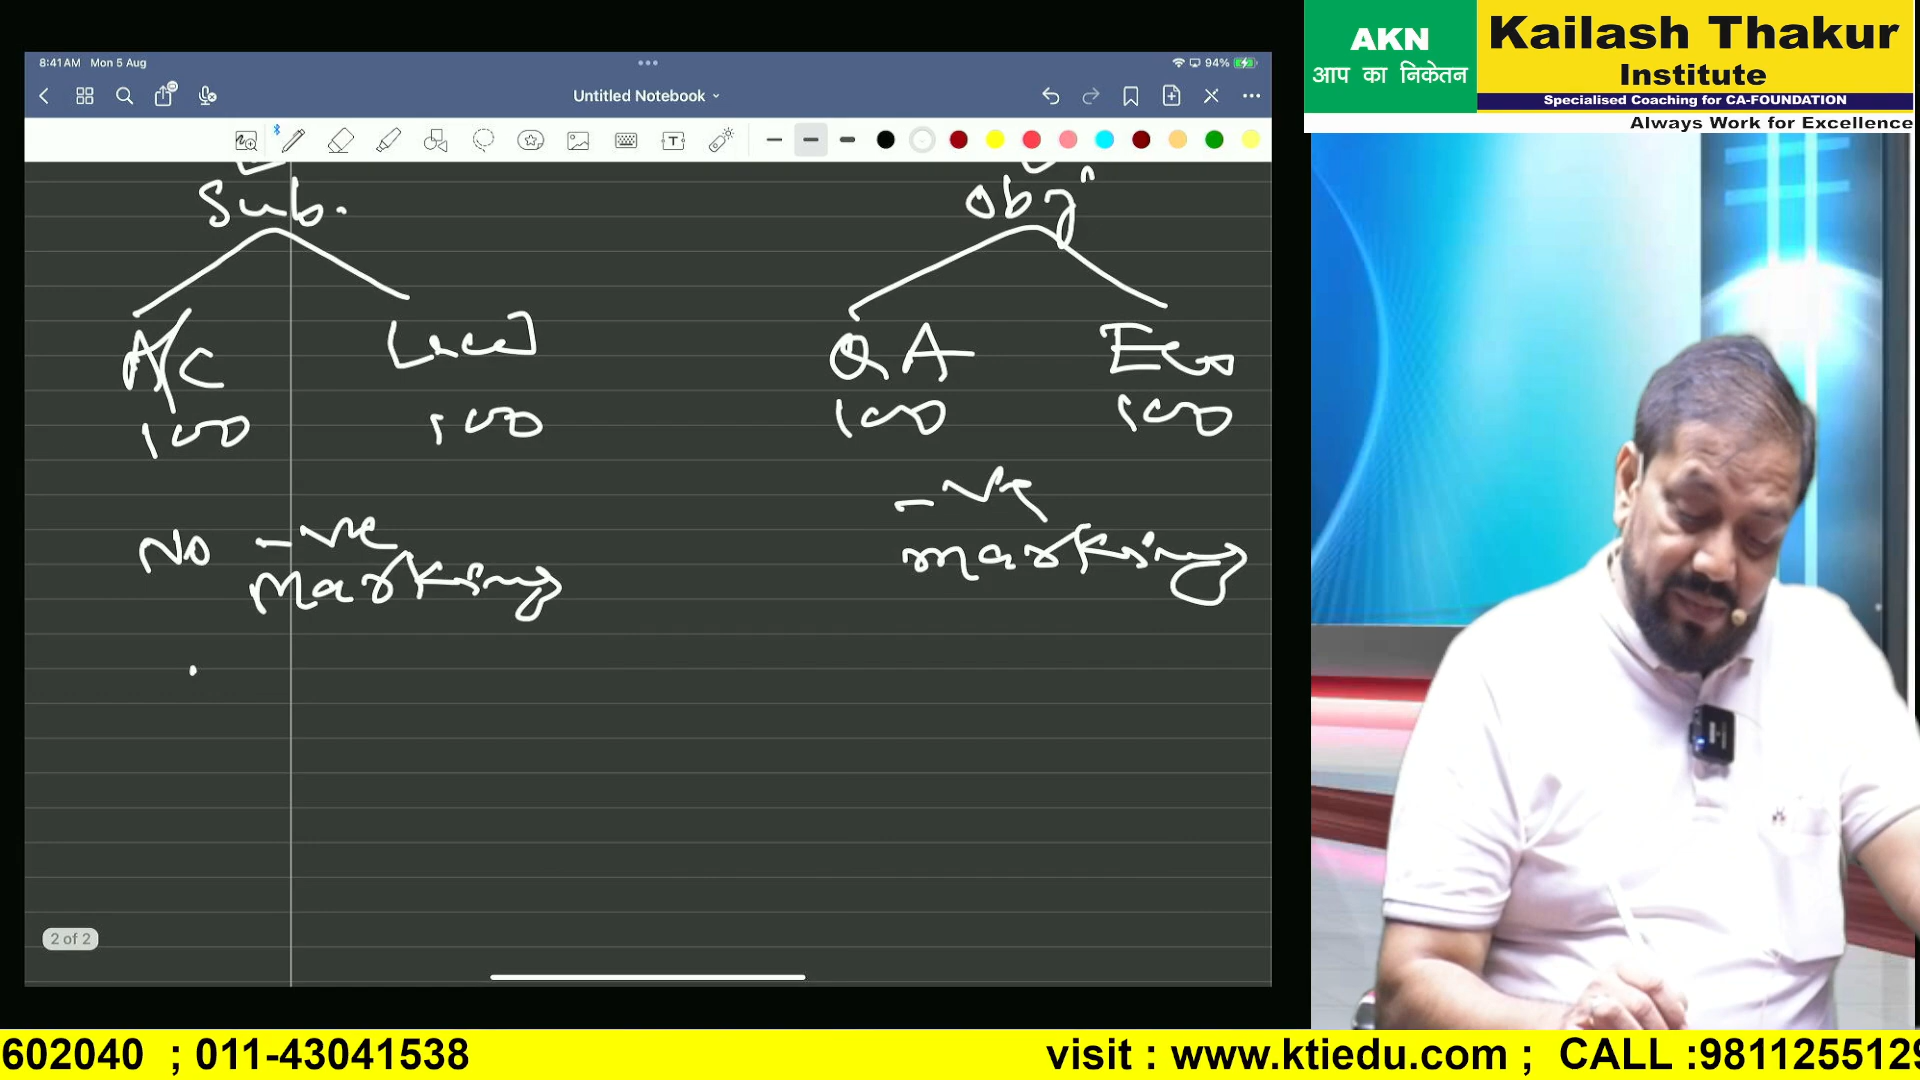 8:41 AM Mon 5 Aug
94%
Untitled Notebook
Sub.
Objn
A/C
Law
QA
Eco
100
100
100
100
No -ve
marking
-ve
marking
2 of 2
AKN
आप का निकेतन
Kailash Thakur
Institute
Specialised Coaching for CA-FOUNDATION
Always Work for Excellence
602040 ; 011-43041538
visit : www.ktiedu.com ; CALL :981125512